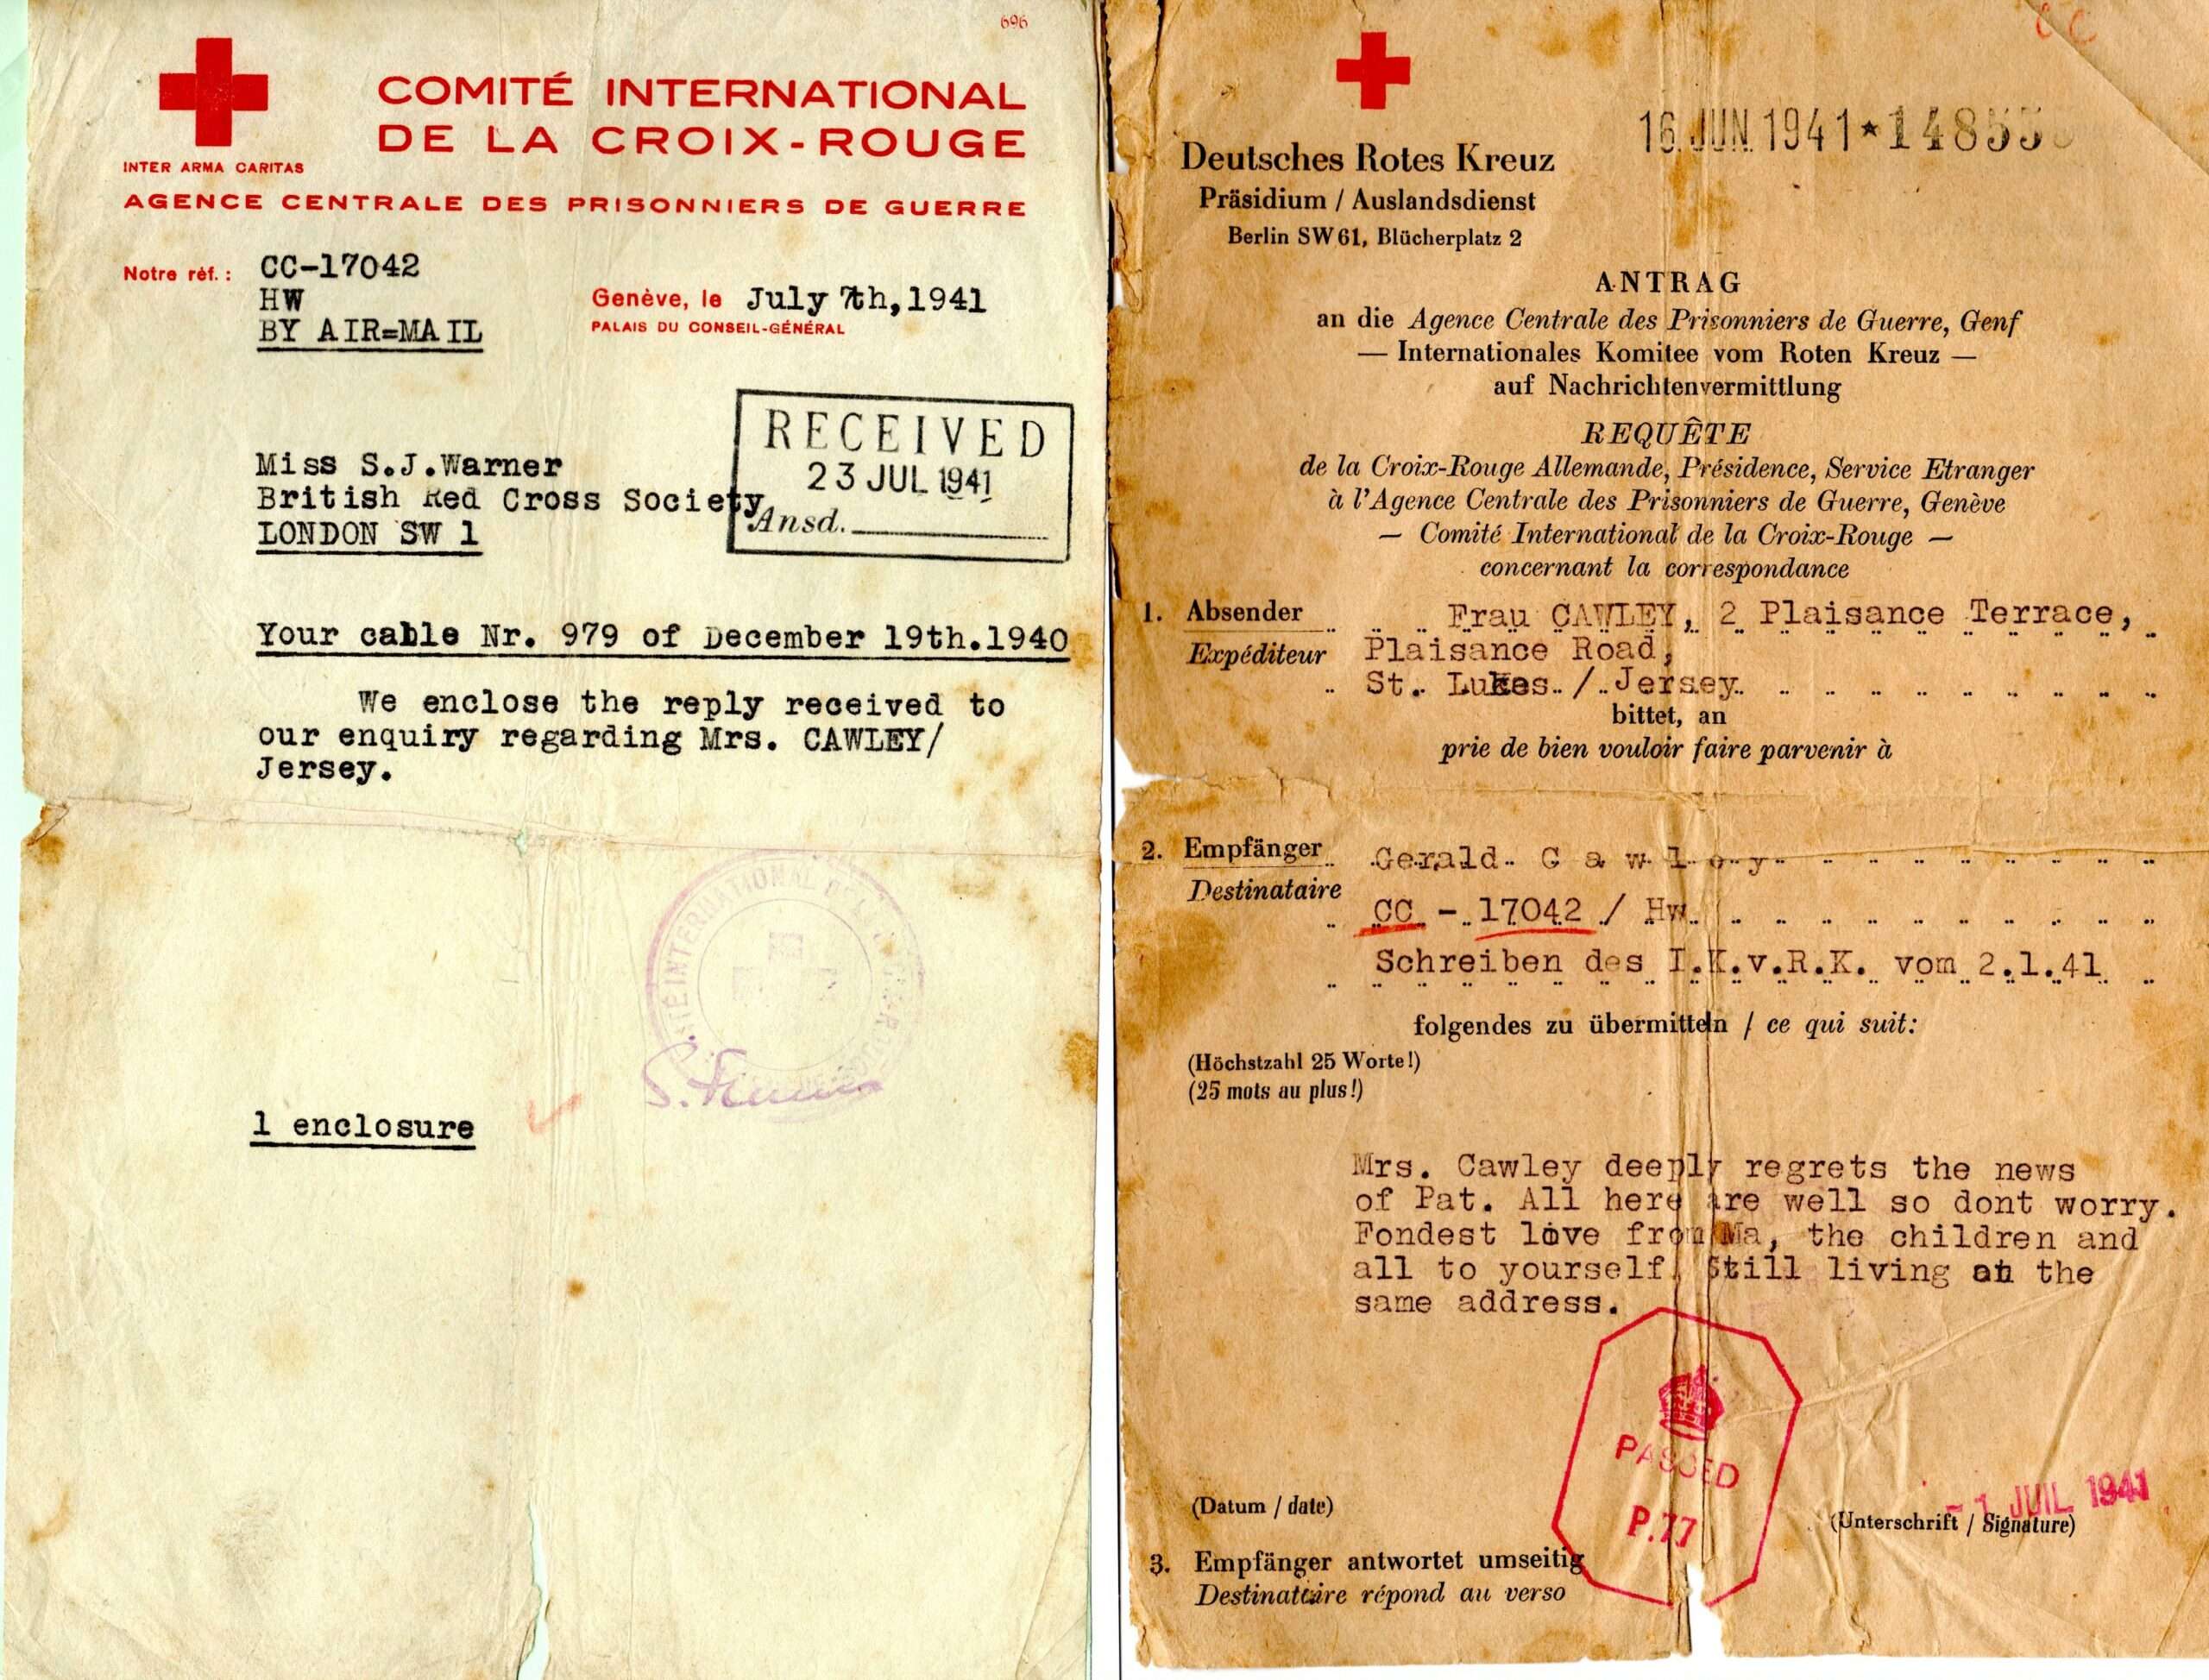 696
COMITÉ INTERNATIONAL
DE LA CROIX-ROUGE
INTER ARMA CARITAS
AGENCE CENTRALE DES PRISONNIERS DE GUERRE
Notre réf.: CC-17042
HW
BY AIR=MAIL
Genève, le July 7th, 1941
PALAIS DU CONSEIL-GÉNÉRAL
RECEIVED
23 JUL 1941
Ansd.
Miss S.J.Warner
British Red Cross Society
LONDON SW 1
Your cable Nr. 979 of December 19th.1940
We enclose the reply received to
our enquiry regarding Mrs. CAWLEY/
Jersey.
1 enclosure
CC
16 JUN 1941 * 14855
Deutsches Rotes Kreuz
Präsidium / Auslandsdienst
Berlin SW 61, Blücherplatz 2
ANTRAG
an die Agence Centrale des Prisonniers de Guerre, Genf
— Internationales Komitee vom Roten Kreuz —
auf Nachrichtenvermittlung
REQUÊTE
de la Croix-Rouge Allemande, Présidence, Service Etranger
à l'Agence Centrale des Prisonniers de Guerre, Genève
— Comité International de la Croix-Rouge —
concernant la correspondance
1. Absender Frau CAWLEY, 2 Plaisance Terrace,
Expéditeur Plaisance Road,
St. Lukes / Jersey
bittet, an
prie de bien vouloir faire parvenir à
2. Empfänger Gerald C a w l e y
Destinataire
CC - 17042 / Hw.
Schreiben des I.K.v.R.K. vom 2.1.41
folgendes zu übermitteln / ce qui suit:
(Höchstzahl 25 Worte!)
(25 mots au plus!)
Mrs. Cawley deeply regrets the news
of Pat. All here are well so dont worry.
Fondest love from Ma, the children and
all to yourself. Still living at the
same address.
PASSED
P.77
(Datum / date)
- 1 JUIL 1941
(Unterschrift / Signature)
3. Empfänger antwortet umseitig
Destinataire répond au verso